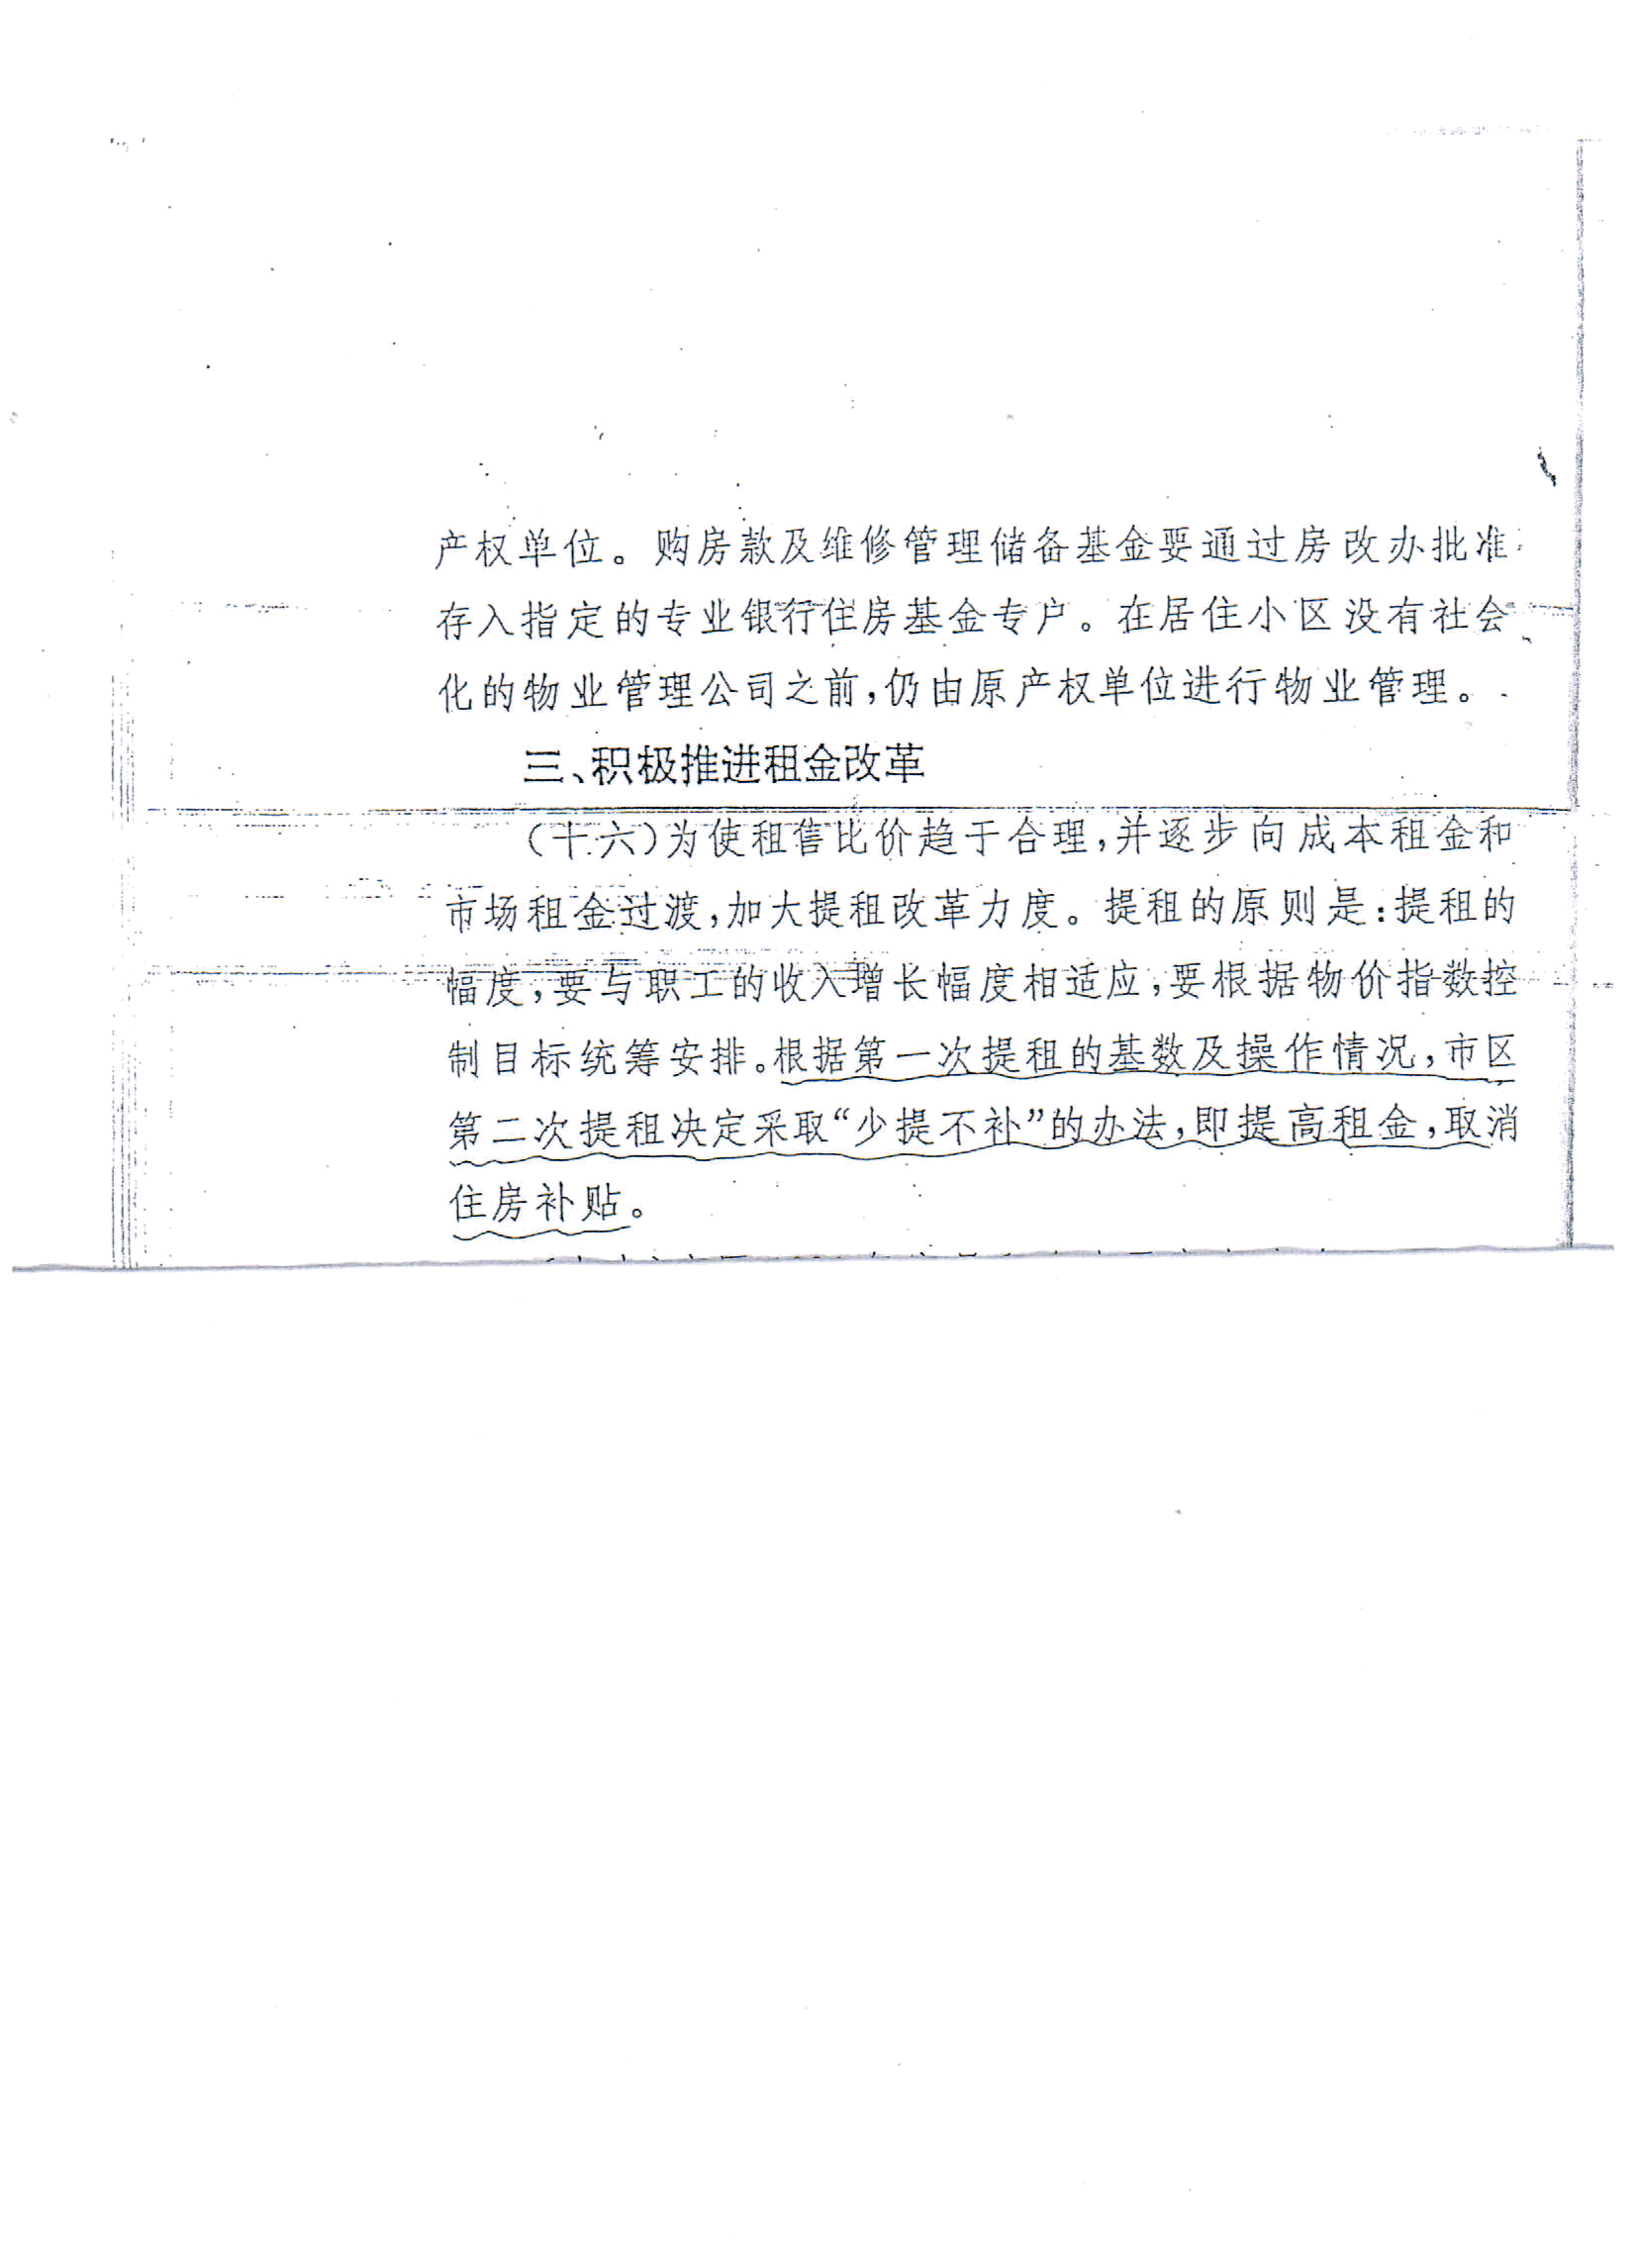 产权单位。购房款及维修管理储备基金要通过房改办批准
存入指定的专业银行住房基金专户。在居住小区没有社会
化的物业管理公司之前,仍由原产权单位进行物业管理。
三、积极推进租金改革
(十六)为使租售比价趋于合理,并逐步向成本租金和
市场租金过渡,加大提租改革力度。提租的原则是:提租的
幅度,要与职工的收入增长幅度相适应,要根据物价指数控
制目标统筹安排。根据第一次提租的基数及操作情况,市区
第二次提租决定采取“少提不补”的办法,即提高租金,取消
住房补贴。